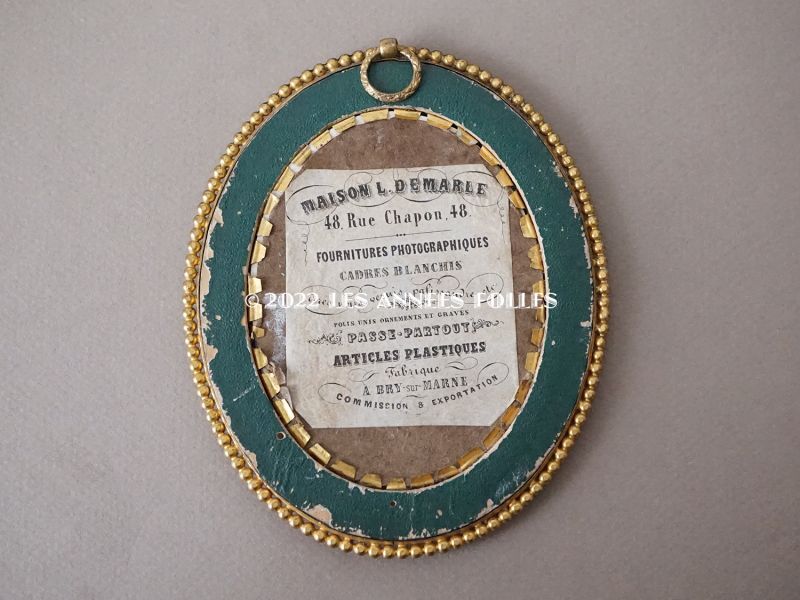 MAISON L. DEMARLE
48, Rue Chapon, 48.
FOURNITURES PHOTOGRAPHIQUES
CADRES BLANCHIS
© 2022 LES ANNEES FOLLES
POLIS UNIS ORNEMENTS ET GRAVÉS
PASSE-PARTOUT
ARTICLES PLASTIQUES
Fabrique
A BRY-SUR-MARNE
COMMISSION & EXPORTATION